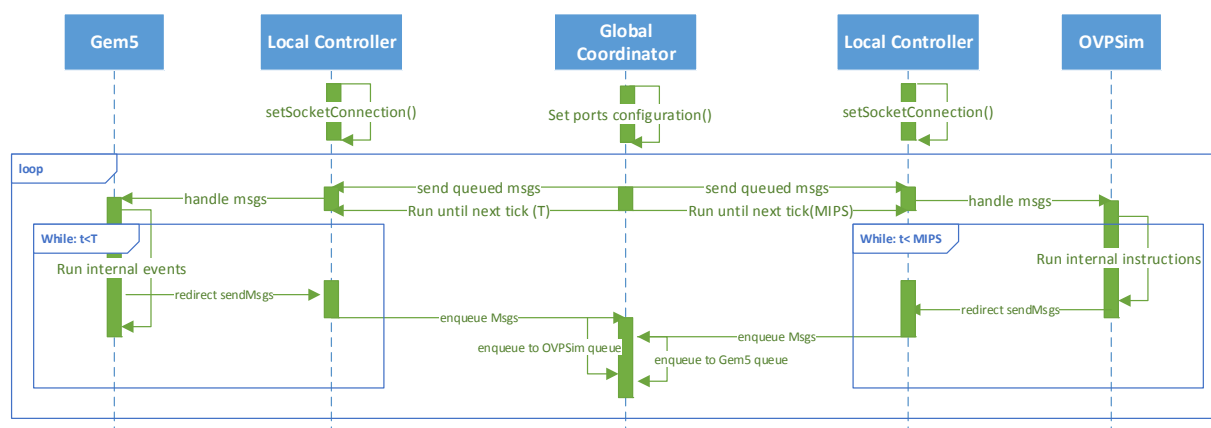 Gem5
Local Controller
Global
Coordinator
Local Controller
OVPSim
setSocketConnection()
Set ports configuration()
setSocketConnection()
loop
handle msgs
send queued msgs
send queued msgs
handle msgs
Run until next tick (T)
Run until next tick(MIPS)
While: t<T
While: t< MIPS
Run internal events
Run internal instructions
redirect sendMsgs
redirect sendMsgs
enqueue Msgs
enqueue Msgs
enqueue to OVPSim queue
enqueue to Gem5 queue